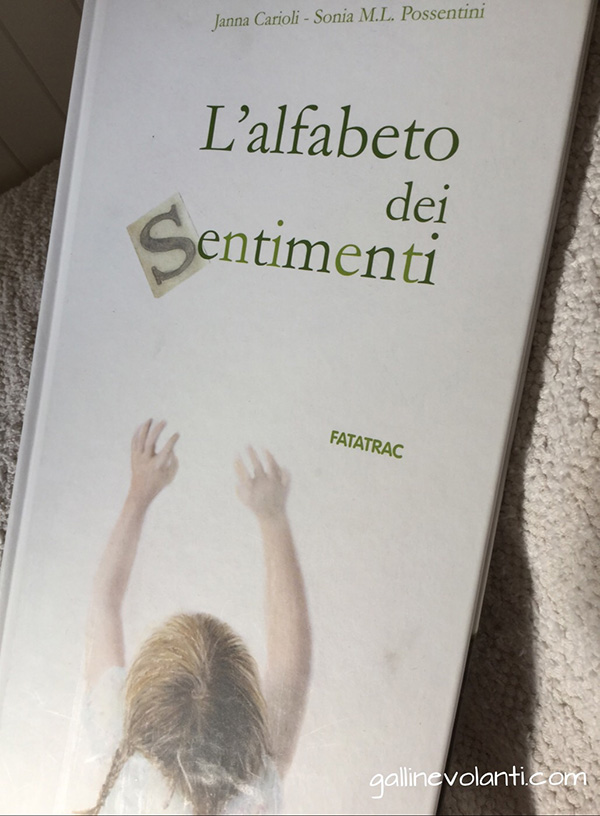 Janna Carioli - Sonia M.L. Possentini
L'alfabeto
dei
Sentimenti
FATATRAC
gallinevolanti.com